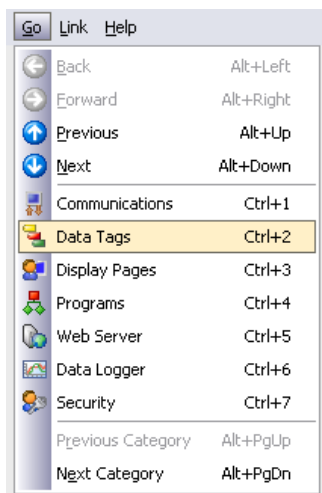 Go Link Help
Back Alt+Left
Forward Alt+Right
Previous Alt+Up
Next Alt+Down
Communications Ctrl+1
Data Tags Ctrl+2
Display Pages Ctrl+3
Programs Ctrl+4
Web Server Ctrl+5
Data Logger Ctrl+6
Security Ctrl+7
Previous Category Alt+PgUp
Next Category Alt+PgDn